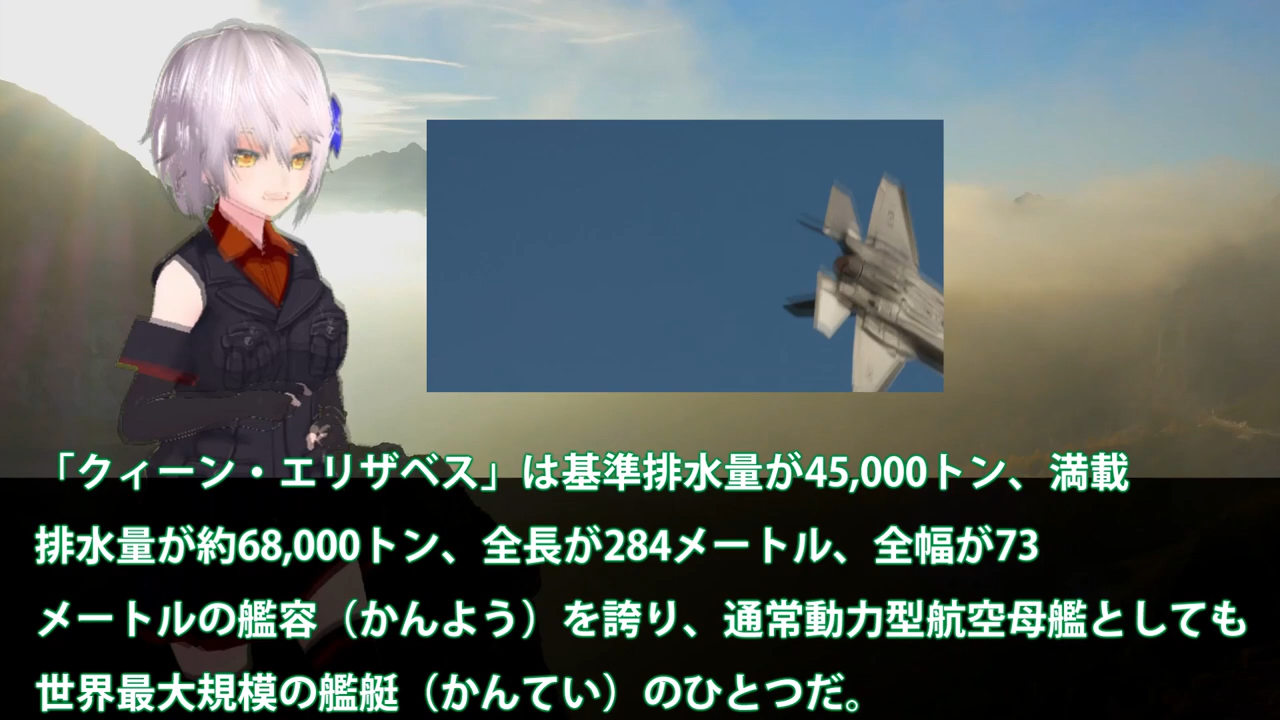 「クィーン・エリザベス」は基準排水量が45,000トン、満載
排水量が約68,000トン、全長が284メートル、全幅が73
メートルの艦容（かんよう）を誇り、通常動力型航空母艦としても
世界最大規模の艦艇（かんてい）のひとつだ。